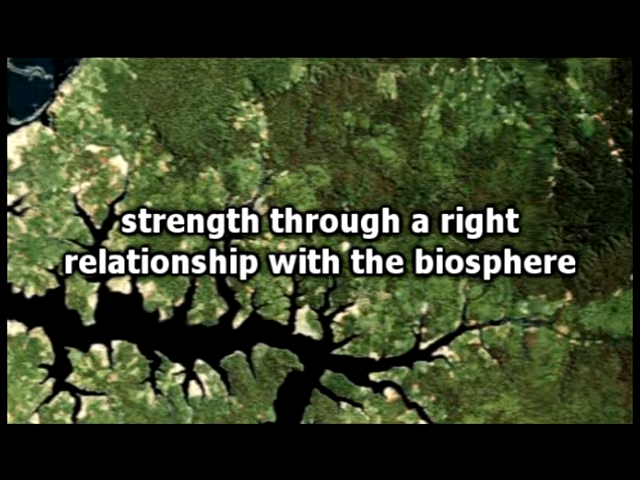 strength through a right
relationship with the biosphere